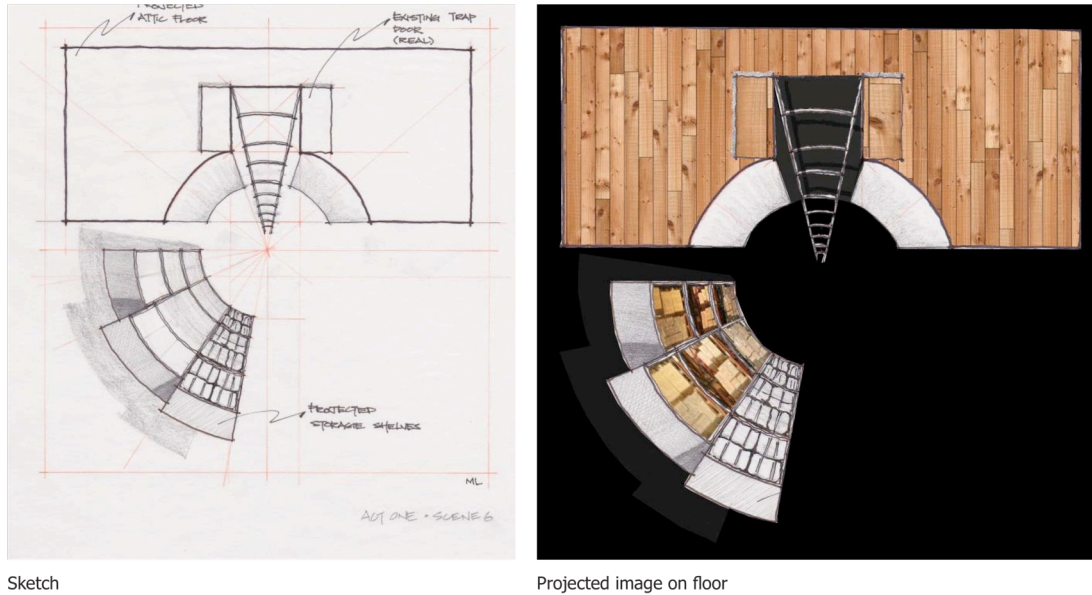 PROJECTED
ATTIC FLOOR
EXISTING TRAP
DOOR
(REAL)
PROJECTED
STORAGE SHELVES
ML
ACT ONE • SCENE 6
Sketch
Projected image on floor